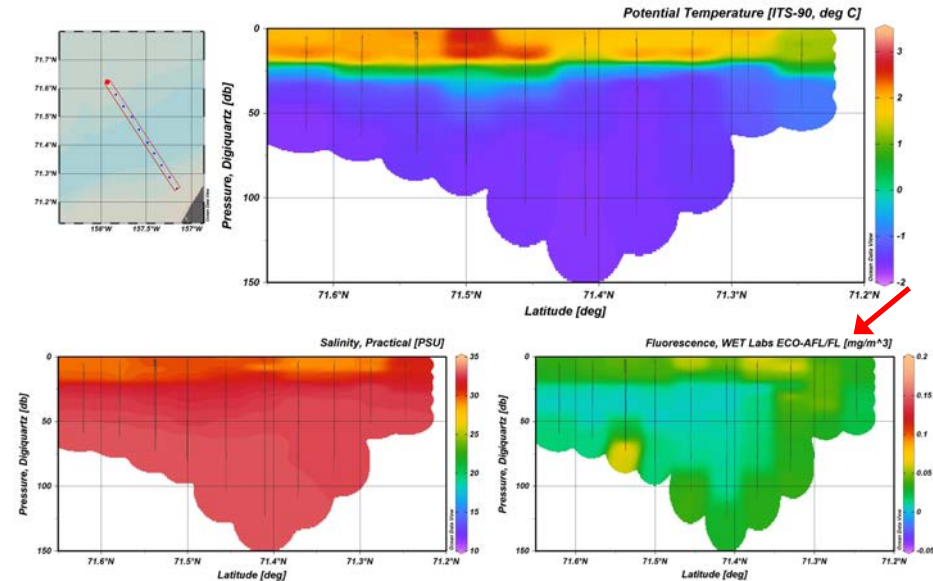 Potential Temperature [ITS-90, deg C]
71.7°N
71.6°N
71.5°N
71.4°N
71.3°N
71.2°N
158°W
157.5°W
157°W
Ocean Data View
Pressure, Digiquartz [db]
0
50
100
150
71.6°N
71.5°N
71.4°N
71.3°N
71.2°N
Latitude [deg]
Ocean Data View
3
2
1
0
-1
-2
Salinity, Practical [PSU]
Pressure, Digiquartz [db]
0
50
100
150
71.6°N
71.5°N
71.4°N
71.3°N
71.2°N
Latitude [deg]
Ocean Data View
35
30
25
20
15
10
Fluorescence, WET Labs ECO-AFL/FL [mg/m^3]
Pressure, Digiquartz [db]
0
50
100
150
71.6°N
71.5°N
71.4°N
71.3°N
71.2°N
Latitude [deg]
Ocean Data View
0.2
0.15
0.1
0.05
0
-0.05